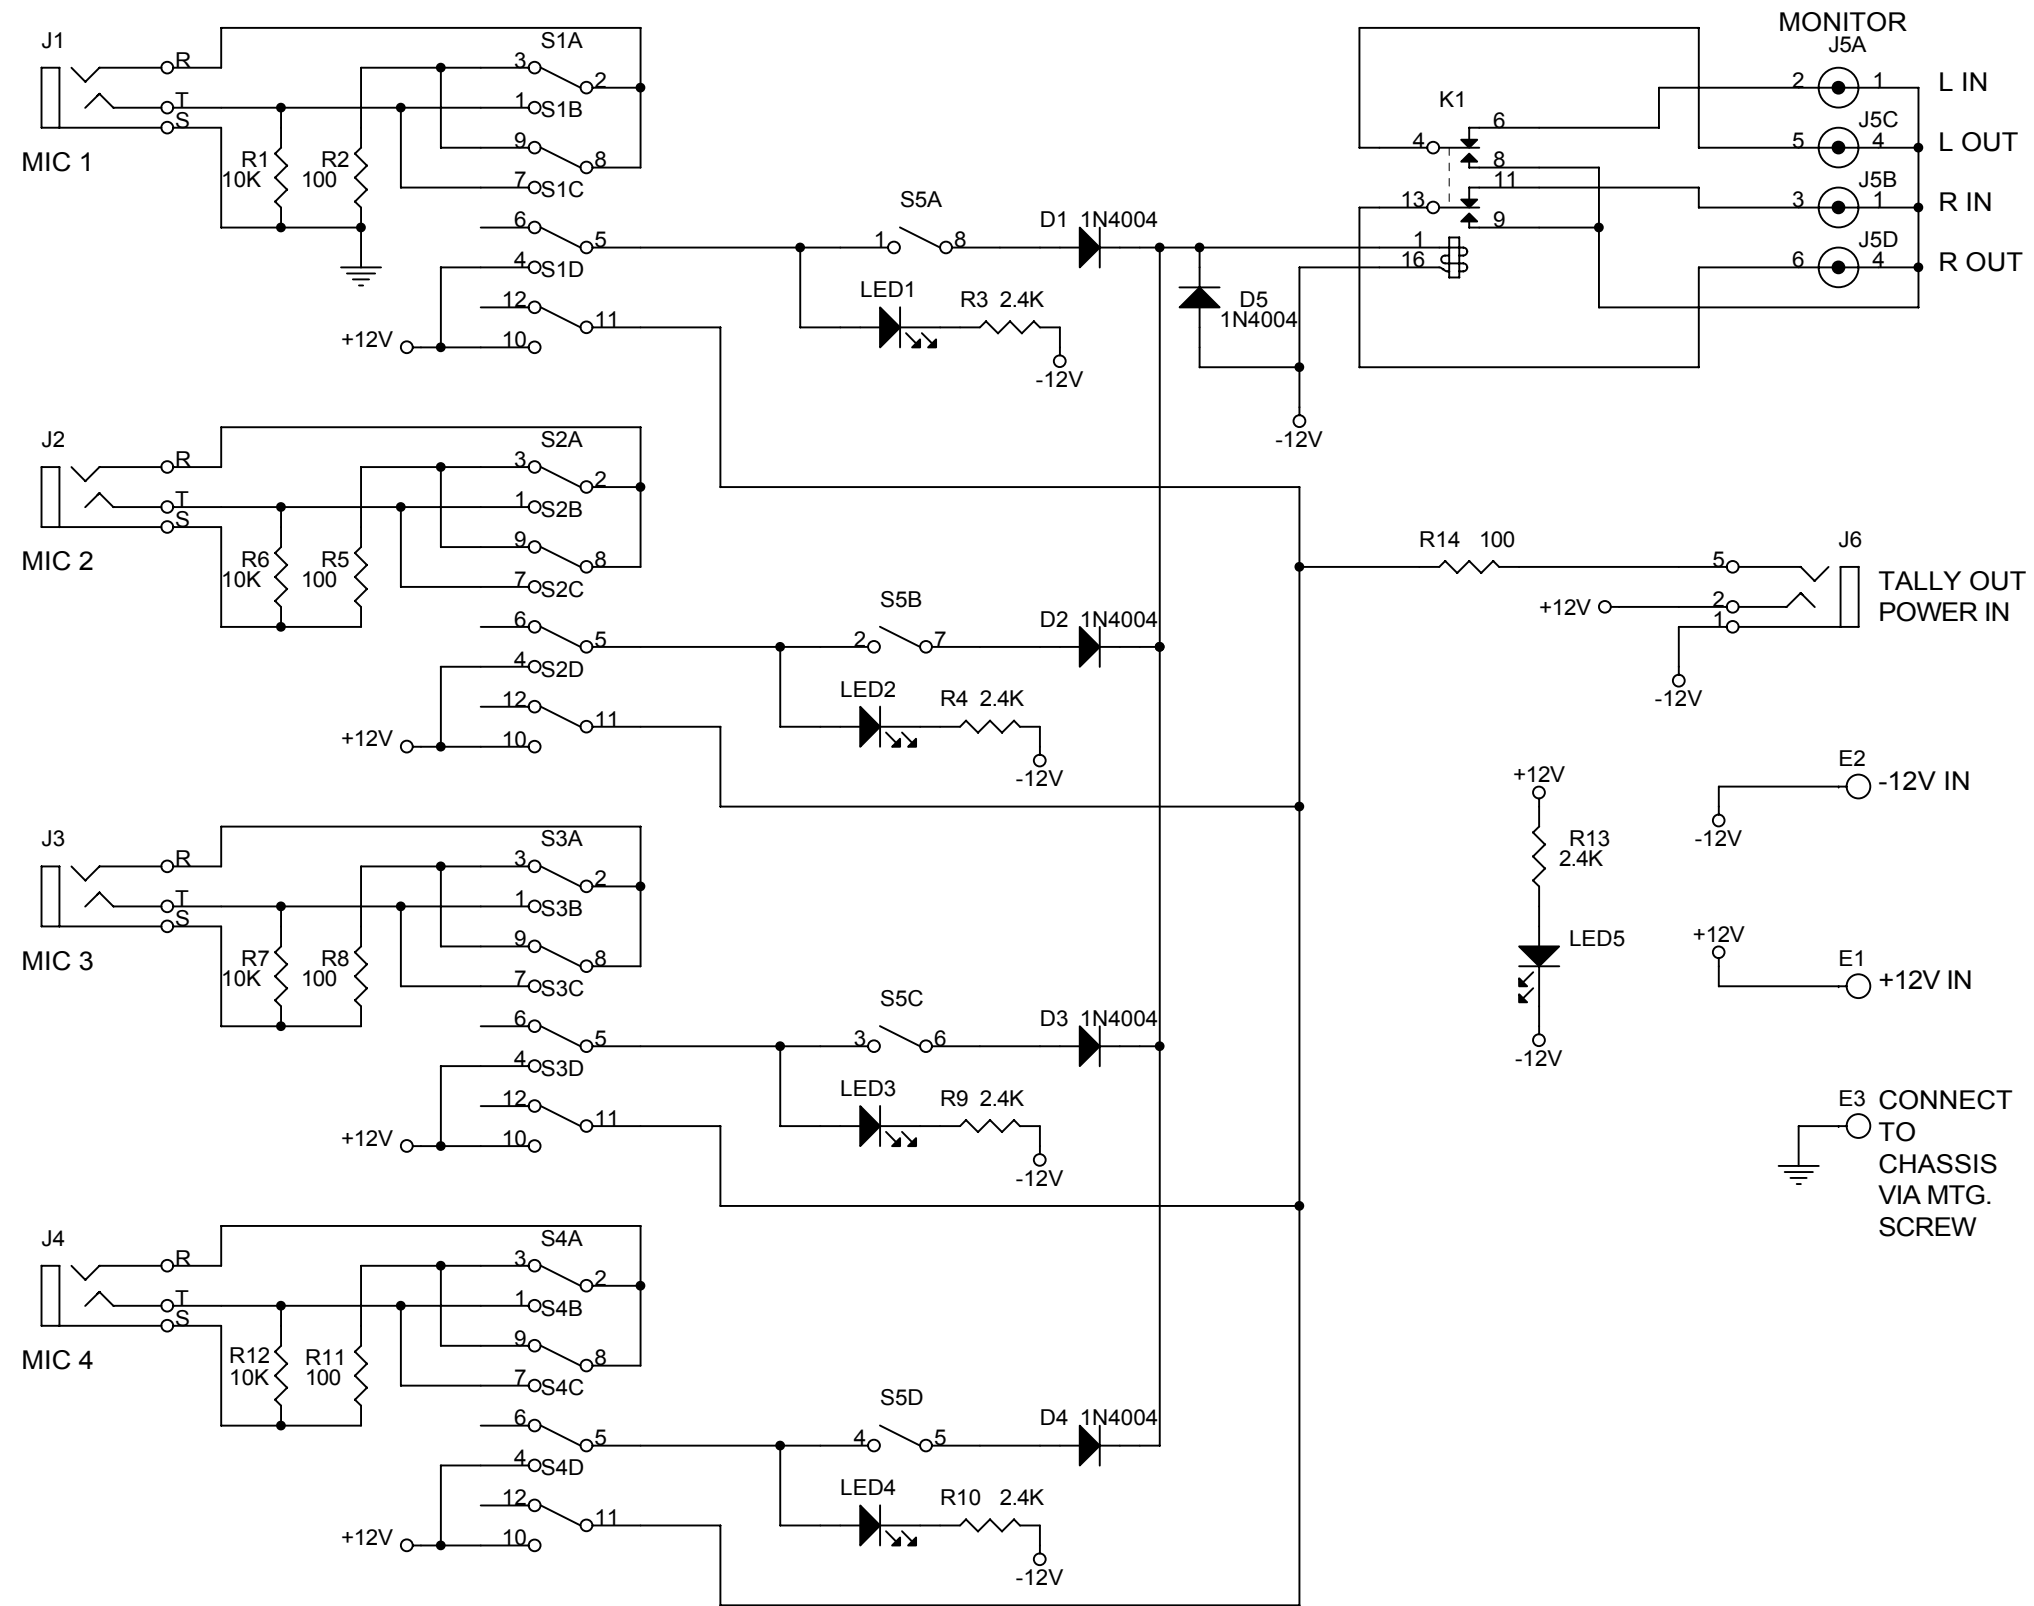 MONITOR
J1
R
T
S
MIC 1
R1
10K
R2
100
S1A
3
2
1
S1B
9
8
7
S1C
6
5
4
S1D
12
11
10
+12V
S5A
1
8
D1 1N4004
LED1
R3 2.4K
-12V
D5
1N4004
-12V
K1
4
6
8
11
13
9
1
16
J5A
2
1
L IN
J5C
5
4
L OUT
J5B
3
1
R IN
J5D
6
4
R OUT
J2
R
T
S
MIC 2
R6
10K
R5
100
S2A
3
2
1
S2B
9
8
7
S2C
6
5
4
S2D
12
11
10
+12V
S5B
2
7
D2 1N4004
LED2
R4 2.4K
-12V
R14 100
J6
5
2
1
+12V
-12V
TALLY OUT
POWER IN
J3
R
T
S
MIC 3
R7
10K
R8
100
S3A
3
2
1
S3B
9
8
7
S3C
6
5
4
S3D
12
11
10
+12V
S5C
3
6
D3 1N4004
LED3
R9 2.4K
-12V
+12V
R13
2.4K
LED5
-12V
E2
-12V IN
-12V
+12V
E1
+12V IN
E3 CONNECT
TO
CHASSIS
VIA MTG.
SCREW
J4
R
T
S
MIC 4
R12
10K
R11
100
S4A
3
2
1
S4B
9
8
7
S4C
6
5
4
S4D
12
11
10
+12V
S5D
4
5
D4 1N4004
LED4
R10 2.4K
-12V